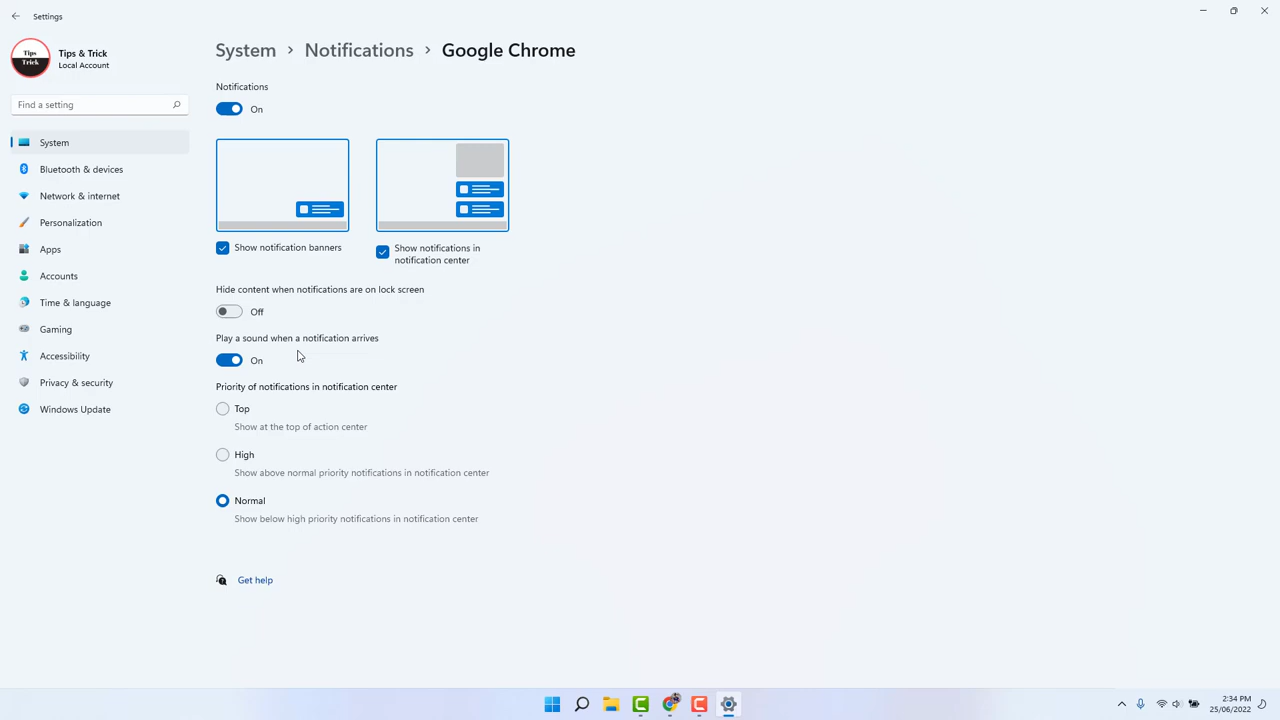 Settings
Tips
Trick
Tips & Trick
Local Account
Find a setting
System
Bluetooth & devices
Network & internet
Personalization
Apps
Accounts
Time & language
Gaming
Accessibility
Privacy & security
Windows Update
System > Notifications > Google Chrome
Notifications
On
Show notification banners
Show notifications in
notification center
Hide content when notifications are on lock screen
Off
Play a sound when a notification arrives
On
Priority of notifications in notification center
Top
Show at the top of action center
High
Show above normal priority notifications in notification center
Normal
Show below high priority notifications in notification center
Get help
2:34 PM
25/06/2022